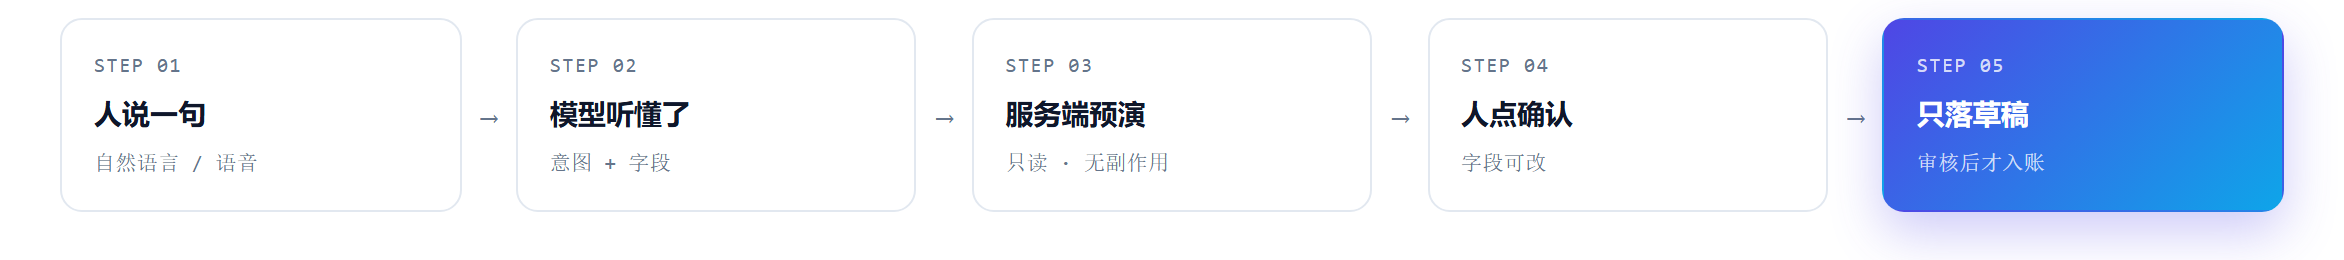 STEP 01
人说一句
自然语言 / 语音
→
STEP 02
模型听懂了
意图 + 字段
→
STEP 03
服务端预演
只读 · 无副作用
→
STEP 04
人点确认
字段可改
→
STEP 05
只落草稿
审核后才入账